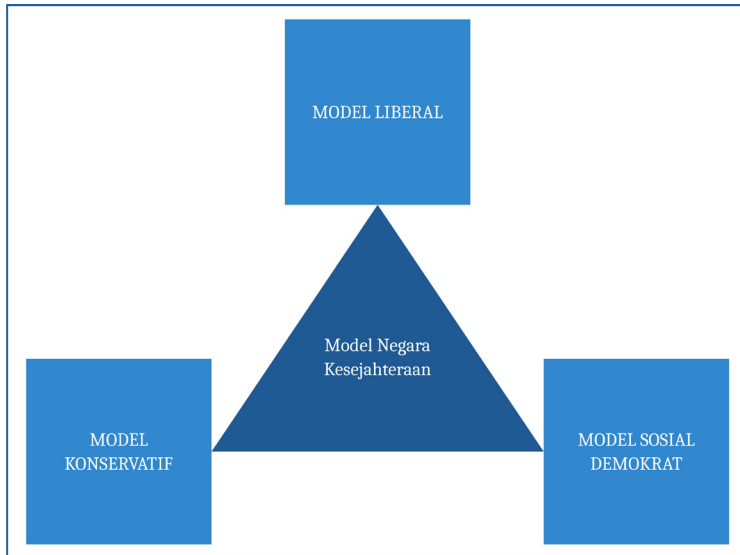 MODEL LIBERAL
Model Negara
Kesejahteraan
MODEL
KONSERVATIF
MODEL SOSIAL
DEMOKRAT